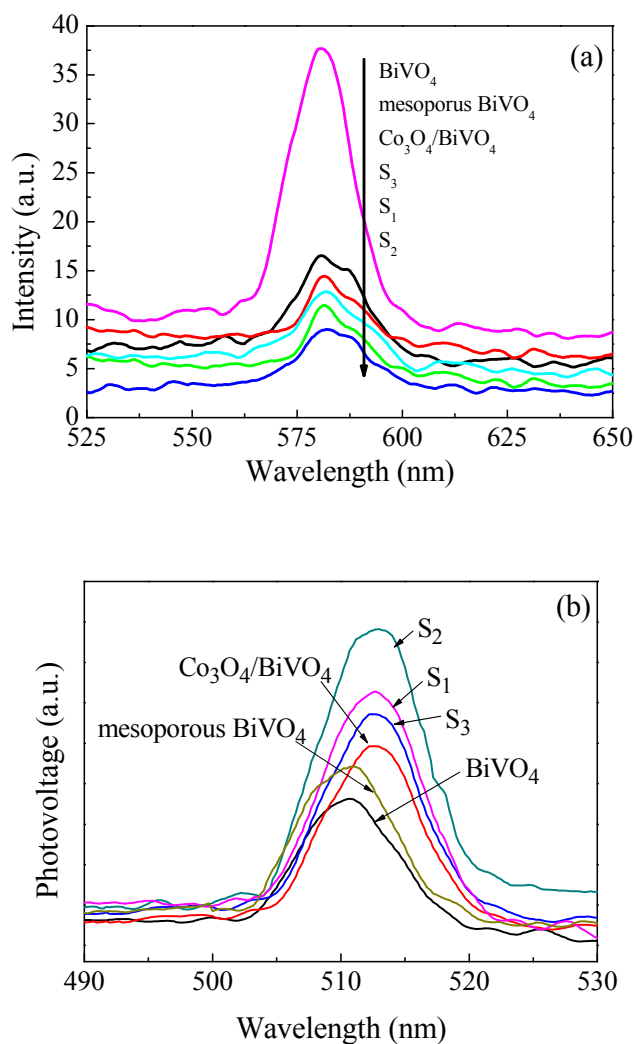 (a)
40
35
30
25
20
15
10
5
0
Intensity (a.u.)
BiVO₄
mesoporus BiVO₄
Co₃O₄/BiVO₄
S₃
S₁
S₂
525 550 575 600 625 650
Wavelength (nm)
(b)
Photovoltage (a.u.)
S₂
Co₃O₄/BiVO₄
S₁
S₃
mesoporous BiVO₄
BiVO₄
490 500 510 520 530
Wavelength (nm)